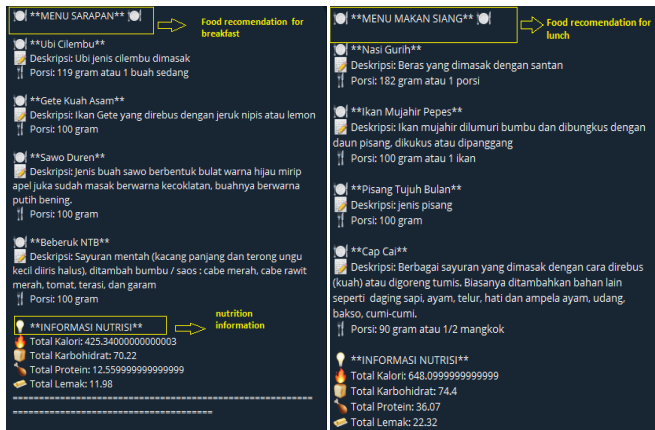 🍽️ **MENU SARAPAN** 🍽️
Food recomendation for
breakfast
🍽️ **Ubi Cilembu**
📝 Deskripsi: Ubi jenis cilembu dimasak
🍴 Porsi: 119 gram atau 1 buah sedang
🍽️ **Gete Kuah Asam**
📝 Deskripsi: Ikan Gete yang direbus dengan jeruk nipis atau lemon
🍴 Porsi: 100 gram
🍽️ **Sawo Duren**
📝 Deskripsi: Jenis buah sawo berbentuk bulat warna hijau mirip
apel juka sudah masak berwarna kecoklatan, buahnya berwarna
putih bening,
🍴 Porsi: 100 gram
🍽️ **Beberuk NTB**
📝 Deskripsi: Sayuran mentah (kacang panjang dan terong ungu
kecil diiris halus), ditambah bumbu / saos : cabe merah, cabe rawit
merah, tomat, terasi, dan garam
🍴 Porsi: 100 gram
nutrition
information
💡 **INFORMASI NUTRISI**
🔥 Total Kalori: 425.34000000000003
🍞 Total Karbohidrat: 70.22
🍗 Total Protein: 12.559999999999999
🧈 Total Lemak: 11.98
=========================================================
======================================
🍽️ **MENU MAKAN SIANG** 🍽️
Food recomendation for
lunch
🍽️ **Nasi Gurih**
📝 Deskripsi: Beras yang dimasak dengan santan
🍴 Porsi: 182 gram atau 1 porsi
🍽️ **Ikan Mujahir Pepes**
📝 Deskripsi: Ikan mujahir dilumuri bumbu dan dibungkus dengan
daun pisang, dikukus atau dipanggang
🍴 Porsi: 100 gram atau 1 ikan
🍽️ **Pisang Tujuh Bulan**
📝 Deskripsi: jenis pisang
🍴 Porsi: 100 gram
🍽️ **Cap Cai**
📝 Deskripsi: Berbagai sayuran yang dimasak dengan cara direbus
(kuah) atau digoreng tumis. Biasanya ditambahkan bahan lain
seperti daging sapi, ayam, telur, hati dan ampela ayam, udang,
bakso, cumi-cumi.
🍴 Porsi: 90 gram atau 1/2 mangkok
💡 **INFORMASI NUTRISI**
🔥 Total Kalori: 648.0999999999999
🍞 Total Karbohidrat: 74.4
🍗 Total Protein: 36.07
🧈 Total Lemak: 22.32